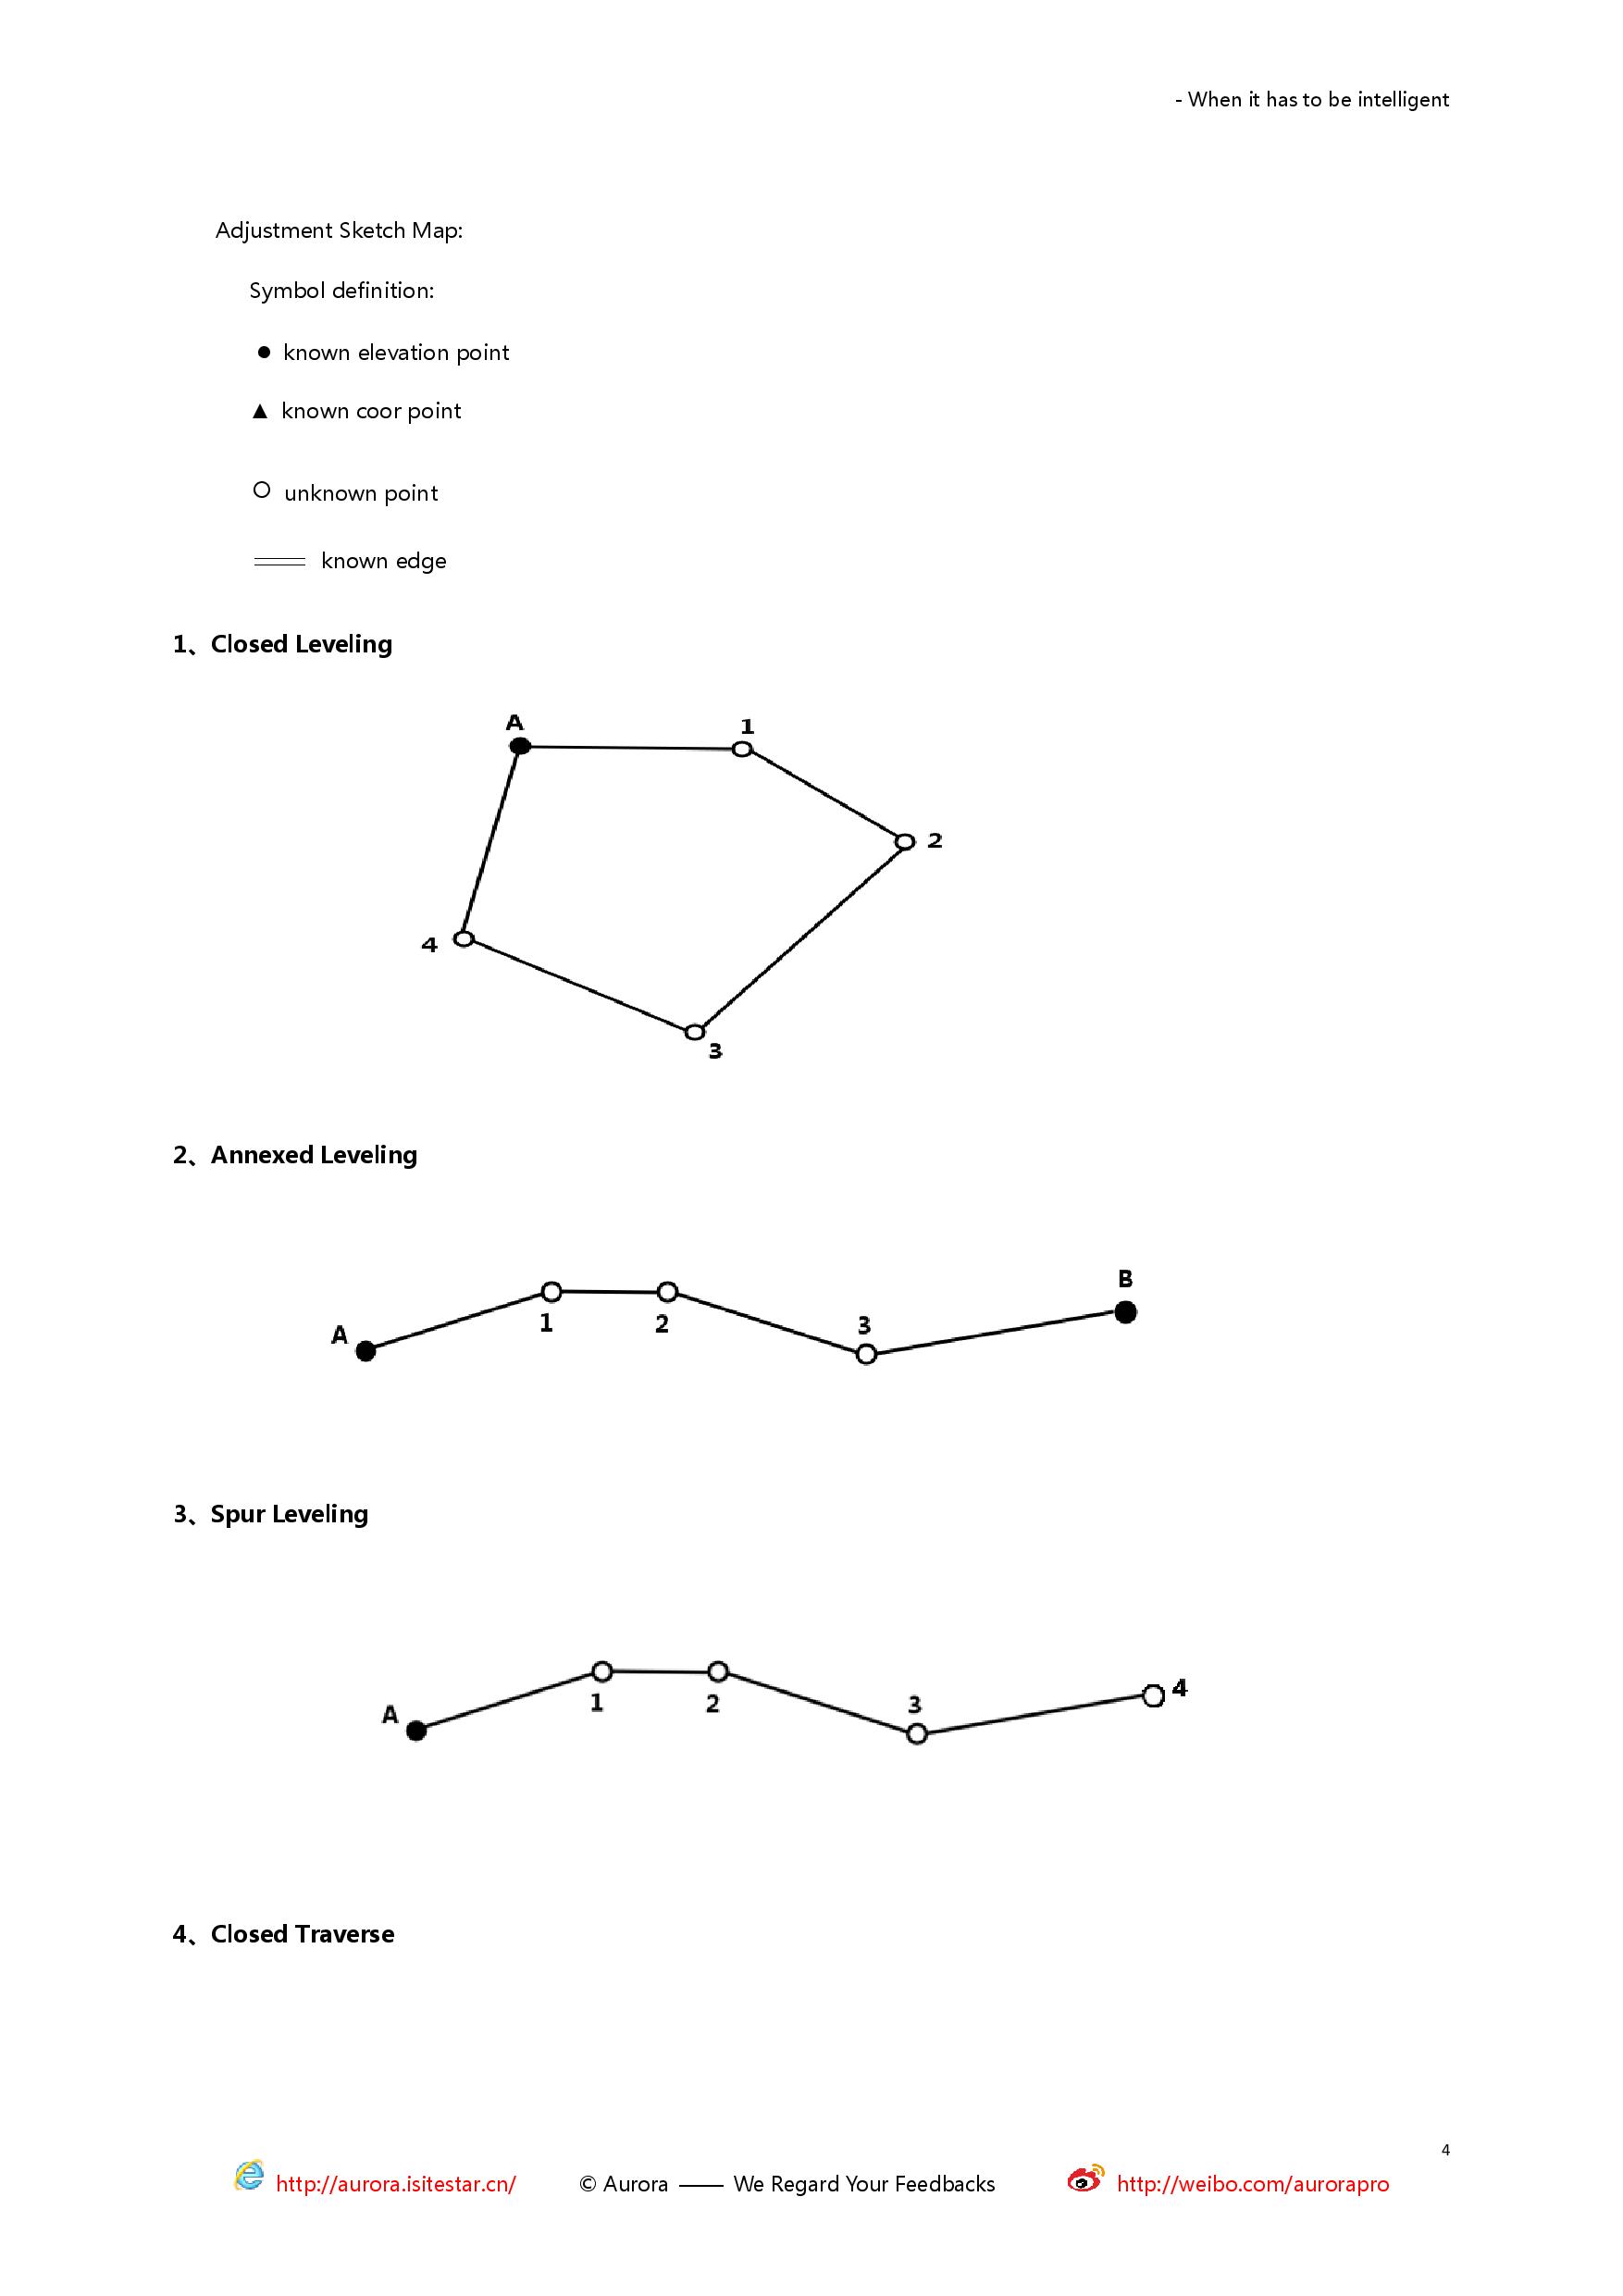 - When it has to be intelligent
Adjustment Sketch Map:
Symbol definition:
● known elevation point
▲ known coor point
○ unknown point
known edge
1、Closed Leveling
A
1
2
4
3
2、Annexed Leveling
B
A
1
2
3
3、Spur Leveling
4
A
1
2
3
4、Closed Traverse
4
http://aurora.isitestar.cn/ © Aurora —— We Regard Your Feedbacks http://weibo.com/aurorapro